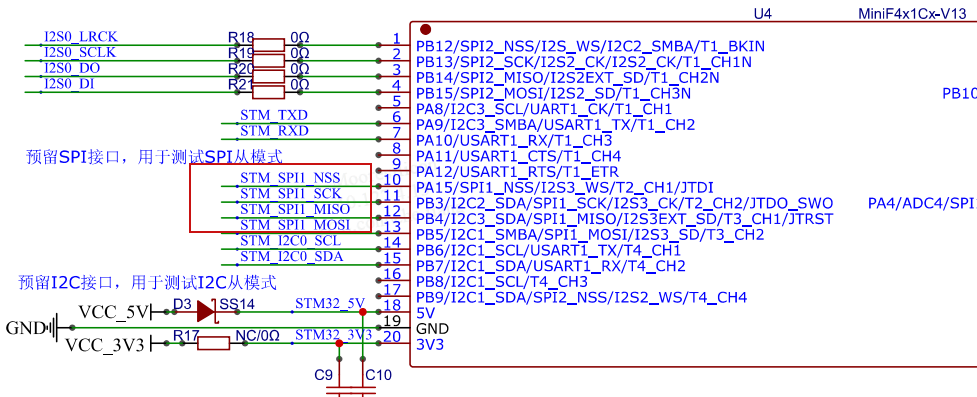 U4 MiniF4x1Cx-V13
I2S0_LRCK R18 0Ω 1 PB12/SPI2_NSS/I2S_WS/I2C2_SMBA/T1_BKIN
I2S0_SCLK R19 0Ω 2 PB13/SPI2_SCK/I2S2_CK/I2S2_CK/T1_CH1N
I2S0_DO R20 0Ω 3 PB14/SPI2_MISO/I2S2EXT_SD/T1_CH2N
I2S0_DI R21 0Ω 4 PB15/SPI2_MOSI/I2S2_SD/T1_CH3N PB10
5 PA8/I2C3_SCL/UART1_CK/T1_CH1
STM_TXD 6 PA9/I2C3_SMBA/USART1_TX/T1_CH2
STM_RXD 7 PA10/USART1_RX/T1_CH3
预留SPI接口，用于测试SPI从模式 8 PA11/USART1_CTS/T1_CH4
9 PA12/USART1_RTS/T1_ETR
STM_SPI1_NSS 10 PA15/SPI1_NSS/I2S3_WS/T2_CH1/JTDI
STM_SPI1_SCK 11 PB3/I2C2_SDA/SPI1_SCK/I2S3_CK/T2_CH2/JTDO_SWO PA4/ADC4/SPI
STM_SPI1_MISO 12 PB4/I2C3_SDA/SPI1_MISO/I2S3EXT_SD/T3_CH1/JTRST
STM_SPI1_MOSI 13 PB5/I2C1_SMBA/SPI1_MOSI/I2S3_SD/T3_CH2
STM_I2C0_SCL 14 PB6/I2C1_SCL/USART1_TX/T4_CH1
STM_I2C0_SDA 15 PB7/I2C1_SDA/USART1_RX/T4_CH2
预留I2C接口，用于测试I2C从模式 16 PB8/I2C1_SCL/T4_CH3
17 PB9/I2C1_SDA/SPI2_NSS/I2S2_WS/T4_CH4
VCC_5V D3 SS14 STM32_5V 18 5V
GND 19 GND
VCC_3V3 R17 NC/0Ω STM32_3V3 20 3V3
C9 C10